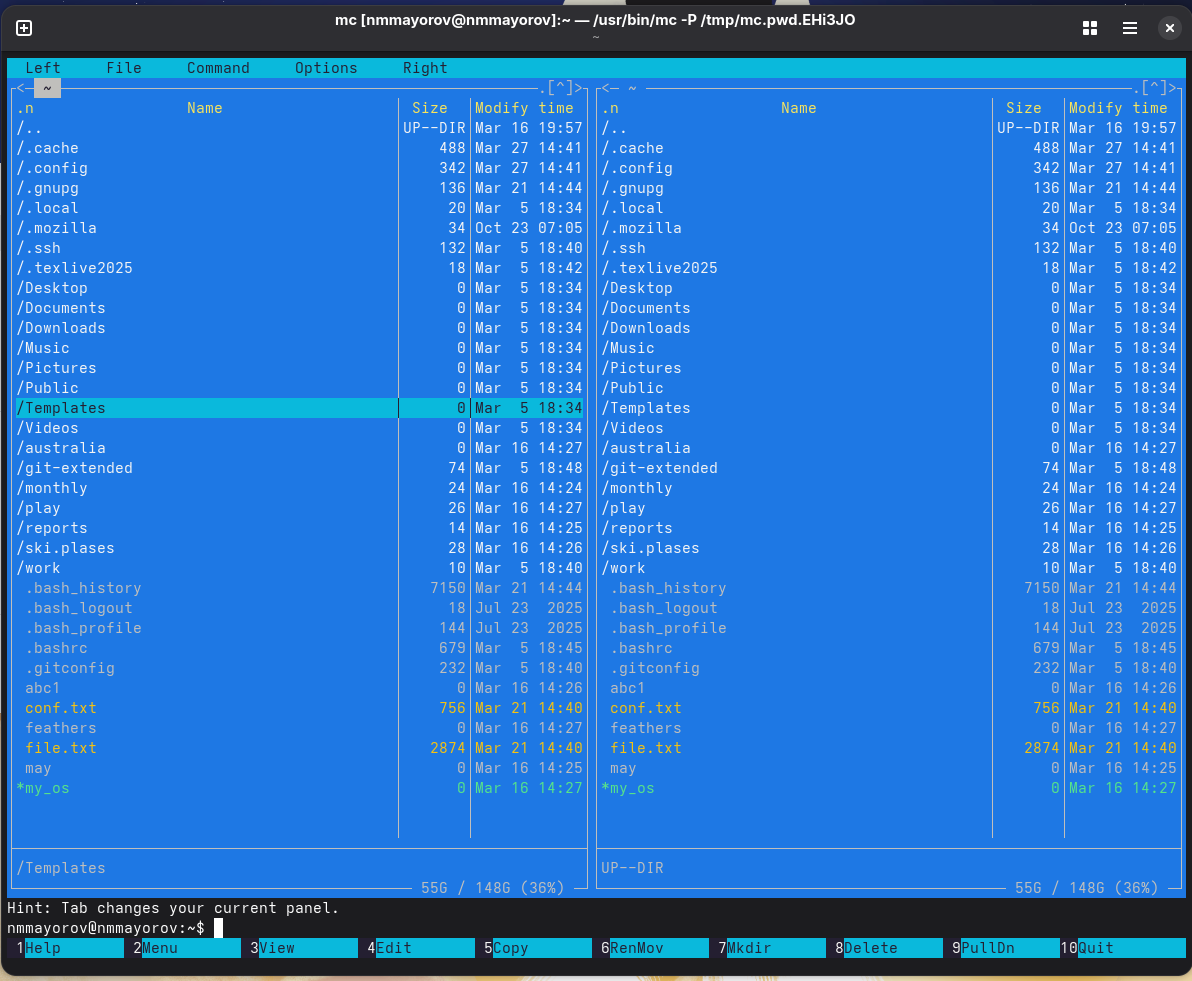 mc [nmmayorov@nmmayorov]:~ — /usr/bin/mc -P /tmp/mc.pwd.EHi3JO
~
Left File Command Options Right
<─ ~ .[^]> <─ ~ .[^]>
.n Name Size Modify time .n Name Size Modify time
/.. UP--DIR Mar 16 19:57 /.. UP--DIR Mar 16 19:57
/.cache 488 Mar 27 14:41 /.cache 488 Mar 27 14:41
/.config 342 Mar 27 14:41 /.config 342 Mar 27 14:41
/.gnupg 136 Mar 21 14:44 /.gnupg 136 Mar 21 14:44
/.local 20 Mar 5 18:34 /.local 20 Mar 5 18:34
/.mozilla 34 Oct 23 07:05 /.mozilla 34 Oct 23 07:05
/.ssh 132 Mar 5 18:40 /.ssh 132 Mar 5 18:40
/.texlive2025 18 Mar 5 18:42 /.texlive2025 18 Mar 5 18:42
/Desktop 0 Mar 5 18:34 /Desktop 0 Mar 5 18:34
/Documents 0 Mar 5 18:34 /Documents 0 Mar 5 18:34
/Downloads 0 Mar 5 18:34 /Downloads 0 Mar 5 18:34
/Music 0 Mar 5 18:34 /Music 0 Mar 5 18:34
/Pictures 0 Mar 5 18:34 /Pictures 0 Mar 5 18:34
/Public 0 Mar 5 18:34 /Public 0 Mar 5 18:34
/Templates 0 Mar 5 18:34 /Templates 0 Mar 5 18:34
/Videos 0 Mar 5 18:34 /Videos 0 Mar 5 18:34
/australia 0 Mar 16 14:27 /australia 0 Mar 16 14:27
/git-extended 74 Mar 5 18:48 /git-extended 74 Mar 5 18:48
/monthly 24 Mar 16 14:24 /monthly 24 Mar 16 14:24
/play 26 Mar 16 14:27 /play 26 Mar 16 14:27
/reports 14 Mar 16 14:25 /reports 14 Mar 16 14:25
/ski.plases 28 Mar 16 14:26 /ski.plases 28 Mar 16 14:26
/work 10 Mar 5 18:40 /work 10 Mar 5 18:40
.bash_history 7150 Mar 21 14:44 .bash_history 7150 Mar 21 14:44
.bash_logout 18 Jul 23 2025 .bash_logout 18 Jul 23 2025
.bash_profile 144 Jul 23 2025 .bash_profile 144 Jul 23 2025
.bashrc 679 Mar 5 18:45 .bashrc 679 Mar 5 18:45
.gitconfig 232 Mar 5 18:40 .gitconfig 232 Mar 5 18:40
abc1 0 Mar 16 14:26 abc1 0 Mar 16 14:26
conf.txt 756 Mar 21 14:40 conf.txt 756 Mar 21 14:40
feathers 0 Mar 16 14:27 feathers 0 Mar 16 14:27
file.txt 2874 Mar 21 14:40 file.txt 2874 Mar 21 14:40
may 0 Mar 16 14:25 may 0 Mar 16 14:25
*my_os 0 Mar 16 14:27 *my_os 0 Mar 16 14:27
/Templates UP--DIR
55G / 148G (36%) 55G / 148G (36%)
Hint: Tab changes your current panel.
nmmayorov@nmmayorov:~$
1Help 2Menu 3View 4Edit 5Copy 6RenMov 7Mkdir 8Delete 9PullDn 10Quit